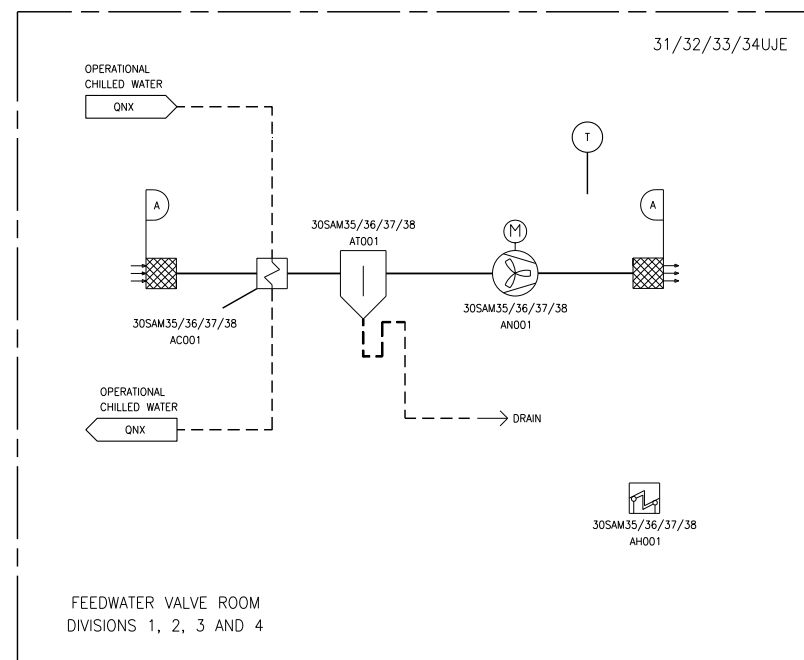 31/32/33/34UJE
OPERATIONAL
CHILLED WATER
QNX
T
A
A
30SAM35/36/37/38
AT001
M
30SAM35/36/37/38
AC001
30SAM35/36/37/38
AN001
OPERATIONAL
CHILLED WATER
QNX
DRAIN
30SAM35/36/37/38
AH001
FEEDWATER VALVE ROOM
DIVISIONS 1, 2, 3 AND 4